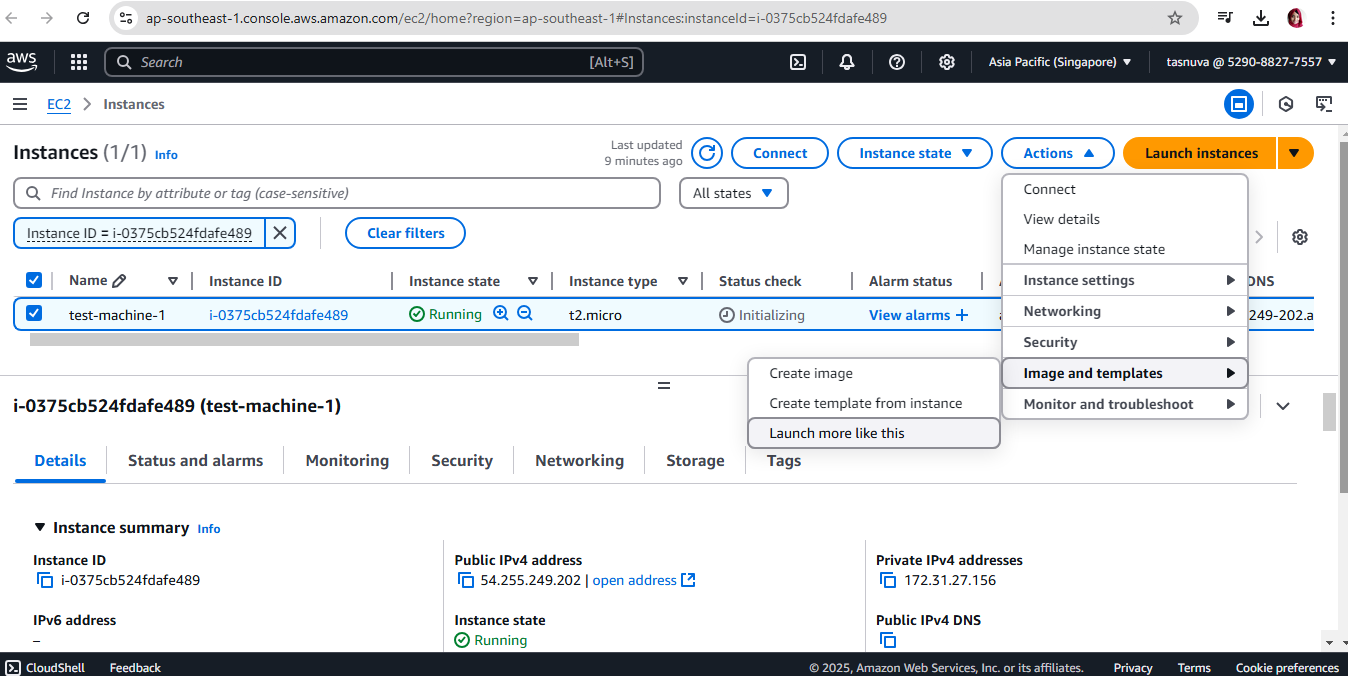 ap-southeast-1.console.aws.amazon.com/ec2/home?region=ap-southeast-1#Instances:instanceId=i-0375cb524fdafe489
aws
Search [Alt+S]
Asia Pacific (Singapore)
tasnuva @ 5290-8827-7557
EC2 Instances
Instances (1/1) Info
Last updated
9 minutes ago
Connect
Instance state
Actions
Launch instances
Find Instance by attribute or tag (case-sensitive)
All states
Instance ID = i-0375cb524fdafe489
Clear filters
Connect
View details
Manage instance state
Instance settings
Networking
Security
Image and templates
Monitor and troubleshoot
Name Instance ID Instance state Instance type Status check Alarm status DNS
test-machine-1 i-0375cb524fdafe489 Running t2.micro Initializing View alarms + 249-202.a
Create image
Create template from instance
Launch more like this
i-0375cb524fdafe489 (test-machine-1)
Details Status and alarms Monitoring Security Networking Storage Tags
Instance summary Info
Instance ID
i-0375cb524fdafe489
Public IPv4 address
54.255.249.202 | open address
Private IPv4 addresses
172.31.27.156
IPv6 address
–
Instance state
Running
Public IPv4 DNS
CloudShell Feedback © 2025, Amazon Web Services, Inc. or its affiliates. Privacy Terms Cookie preferences